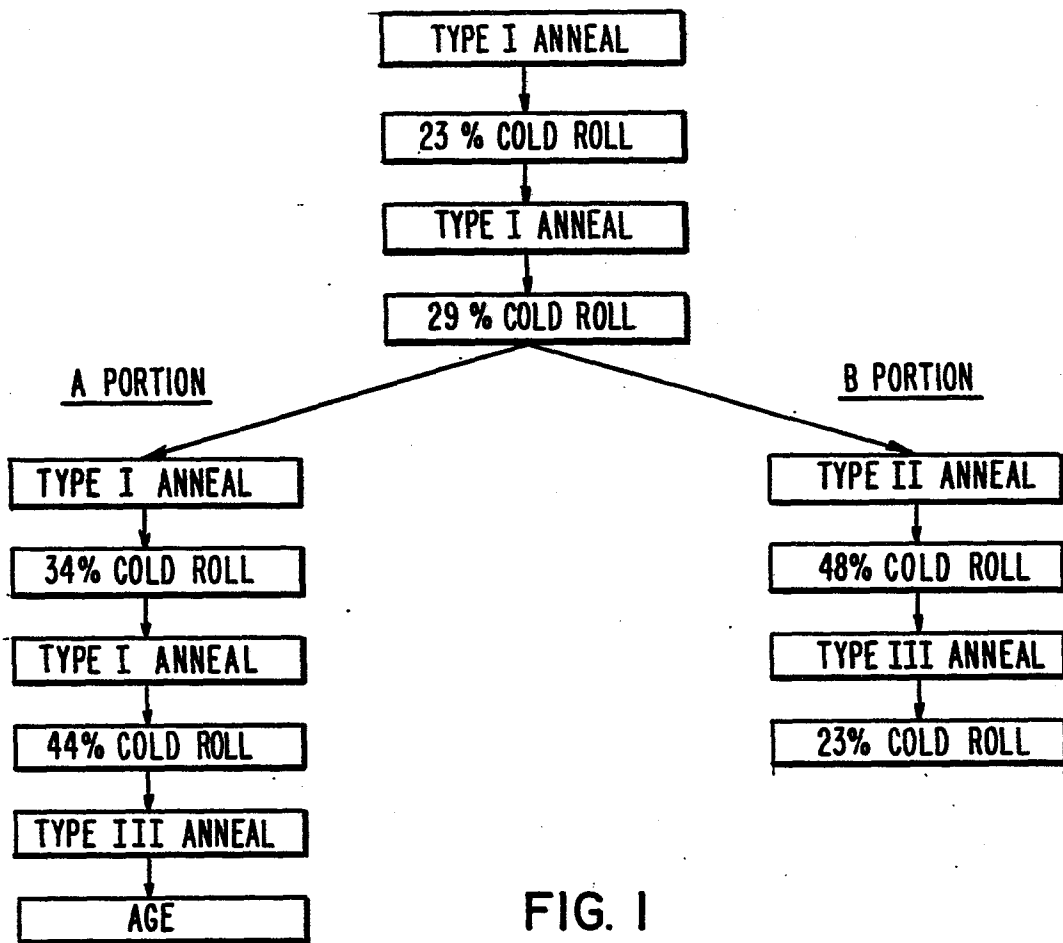 TYPE I ANNEAL
23 % COLD ROLL
TYPE I ANNEAL
29 % COLD ROLL
A PORTION
TYPE I ANNEAL
34% COLD ROLL
TYPE I ANNEAL
44% COLD ROLL
TYPE III ANNEAL
AGE
B PORTION
TYPE II ANNEAL
48% COLD ROLL
TYPE III ANNEAL
23% COLD ROLL
FIG. I